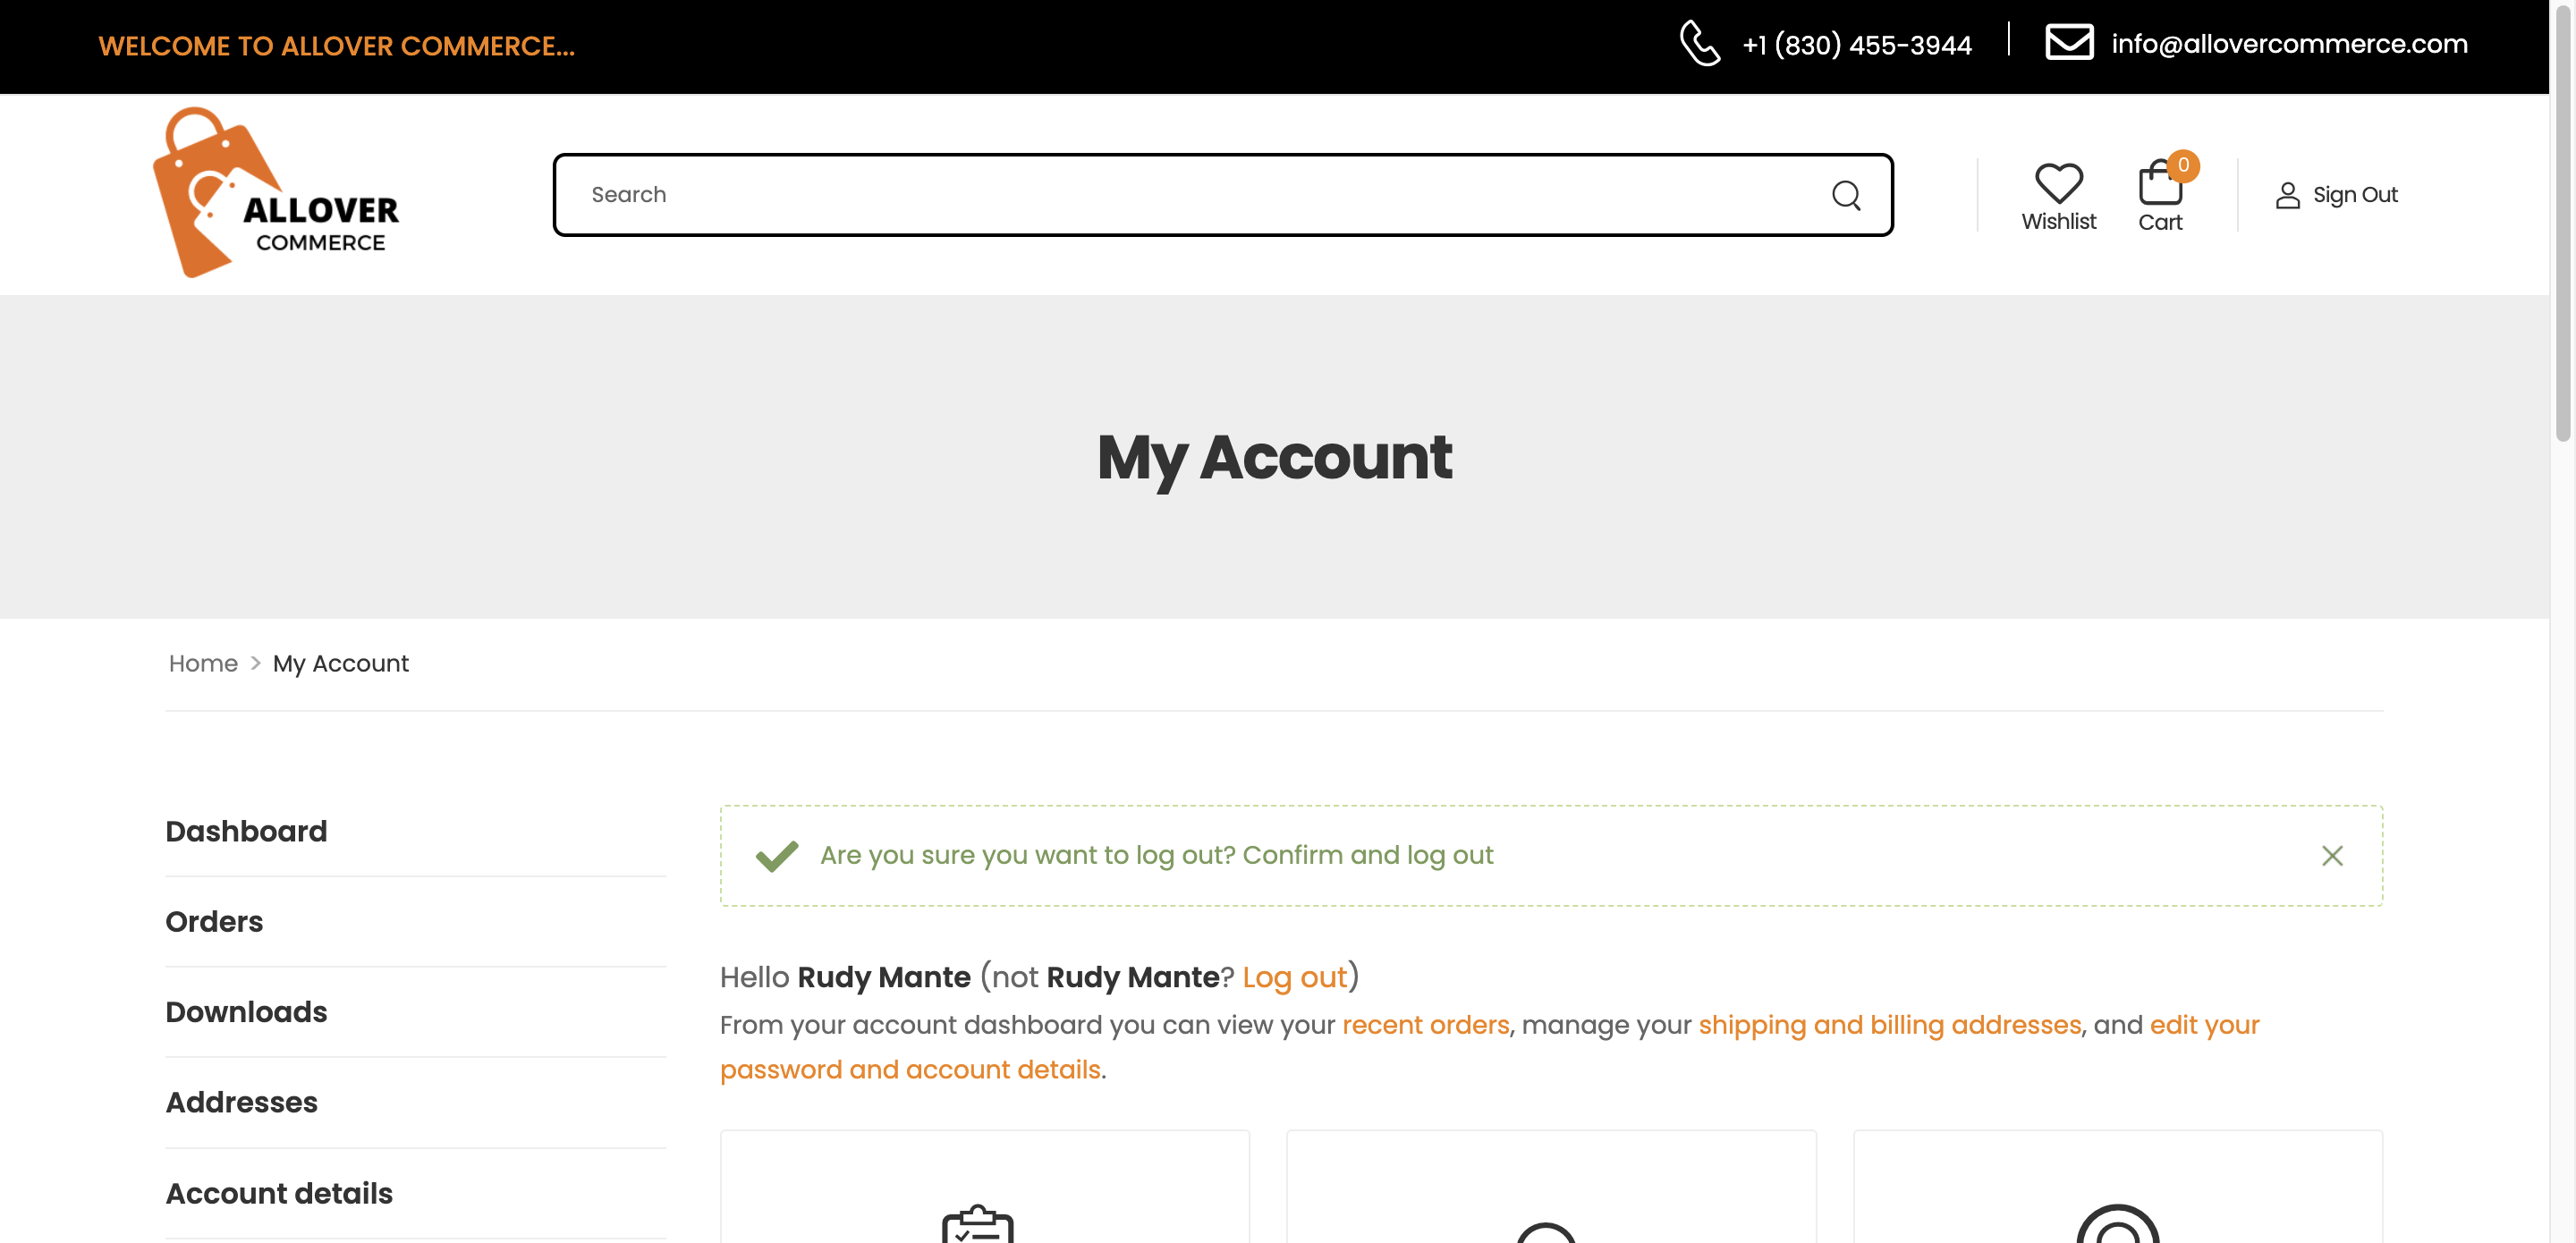 WELCOME TO ALLOVER COMMERCE...
+1 (830) 455-3944
info@allovercommerce.com
ALLOVER
COMMERCE
Search
Wishlist
0
Cart
Sign Out
My Account
Home > My Account
Dashboard
Orders
Downloads
Addresses
Account details
Are you sure you want to log out? Confirm and log out
Hello Rudy Mante (not Rudy Mante? Log out)
From your account dashboard you can view your recent orders, manage your shipping and billing addresses, and edit your
password and account details.